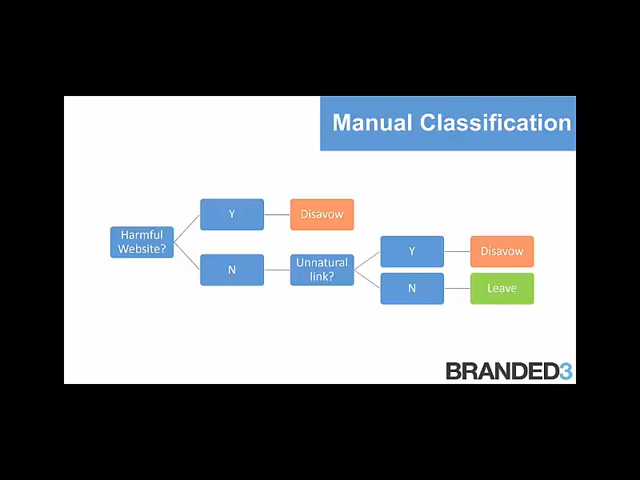 Manual Classification
Harmful
Website?
Y
Disavow
N
Unnatural
link?
Y
Disavow
N
Leave
BRANDED3